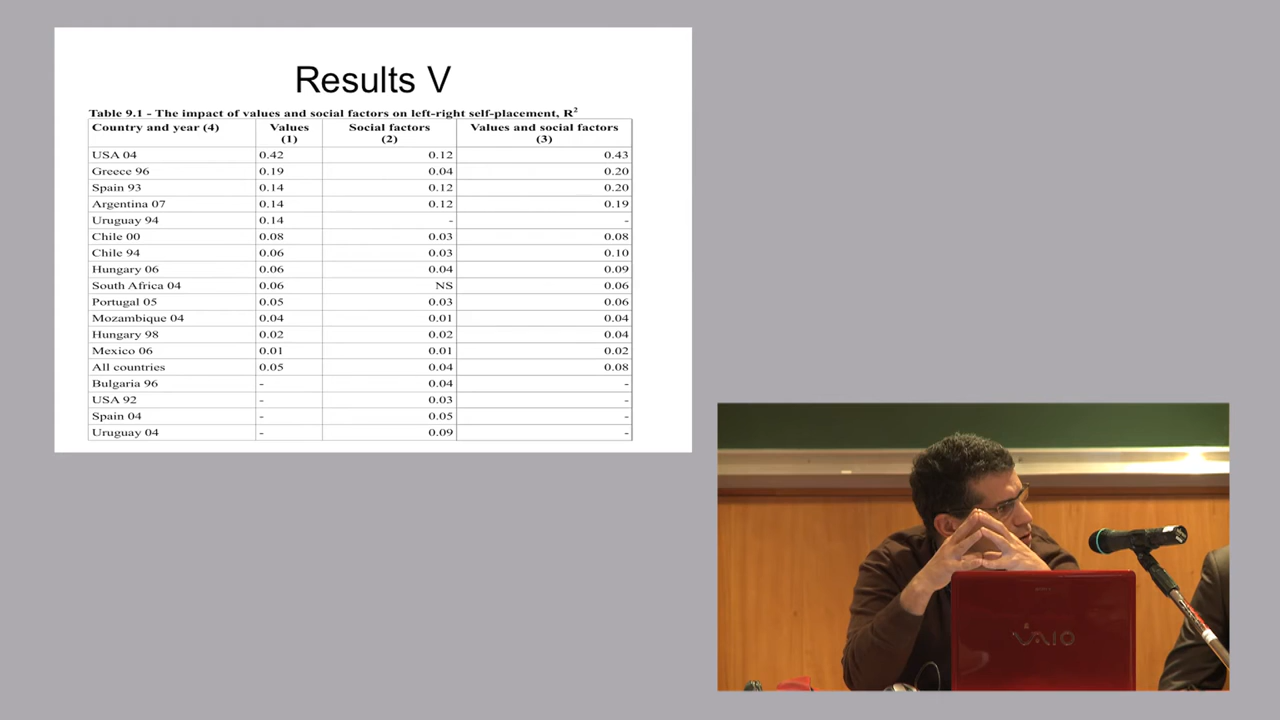 Results V
Table 9.1 - The impact of values and social factors on left-right self-placement, R²
Country and year (4) Values (1) Social factors (2) Values and social factors (3)
USA 04 0.42 0.12 0.43
Greece 96 0.19 0.04 0.20
Spain 93 0.14 0.12 0.20
Argentina 07 0.14 0.12 0.19
Uruguay 94 0.14 - -
Chile 00 0.08 0.03 0.08
Chile 94 0.06 0.03 0.10
Hungary 06 0.06 0.04 0.09
South Africa 04 0.06 NS 0.06
Portugal 05 0.05 0.03 0.06
Mozambique 04 0.04 0.01 0.04
Hungary 98 0.02 0.02 0.04
Mexico 06 0.01 0.01 0.02
All countries 0.05 0.04 0.08
Bulgaria 96 - 0.04 -
USA 92 - 0.03 -
Spain 04 - 0.05 -
Uruguay 04 - 0.09 -
VAIO